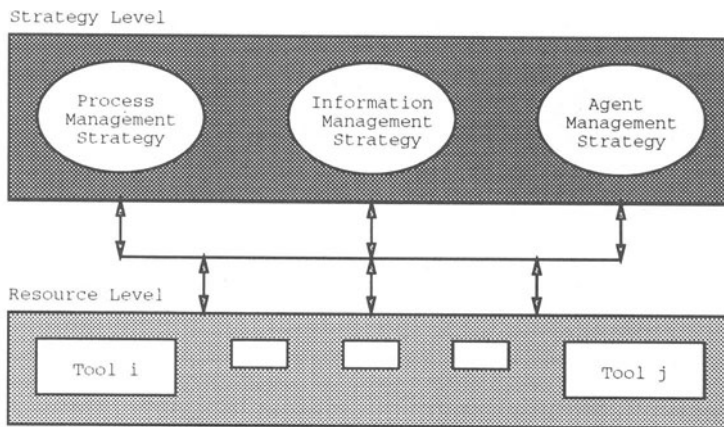 Strategy Level
Process
Management
Strategy
Information
Management
Strategy
Agent
Management
Strategy
Resource Level
Tool i
Tool j